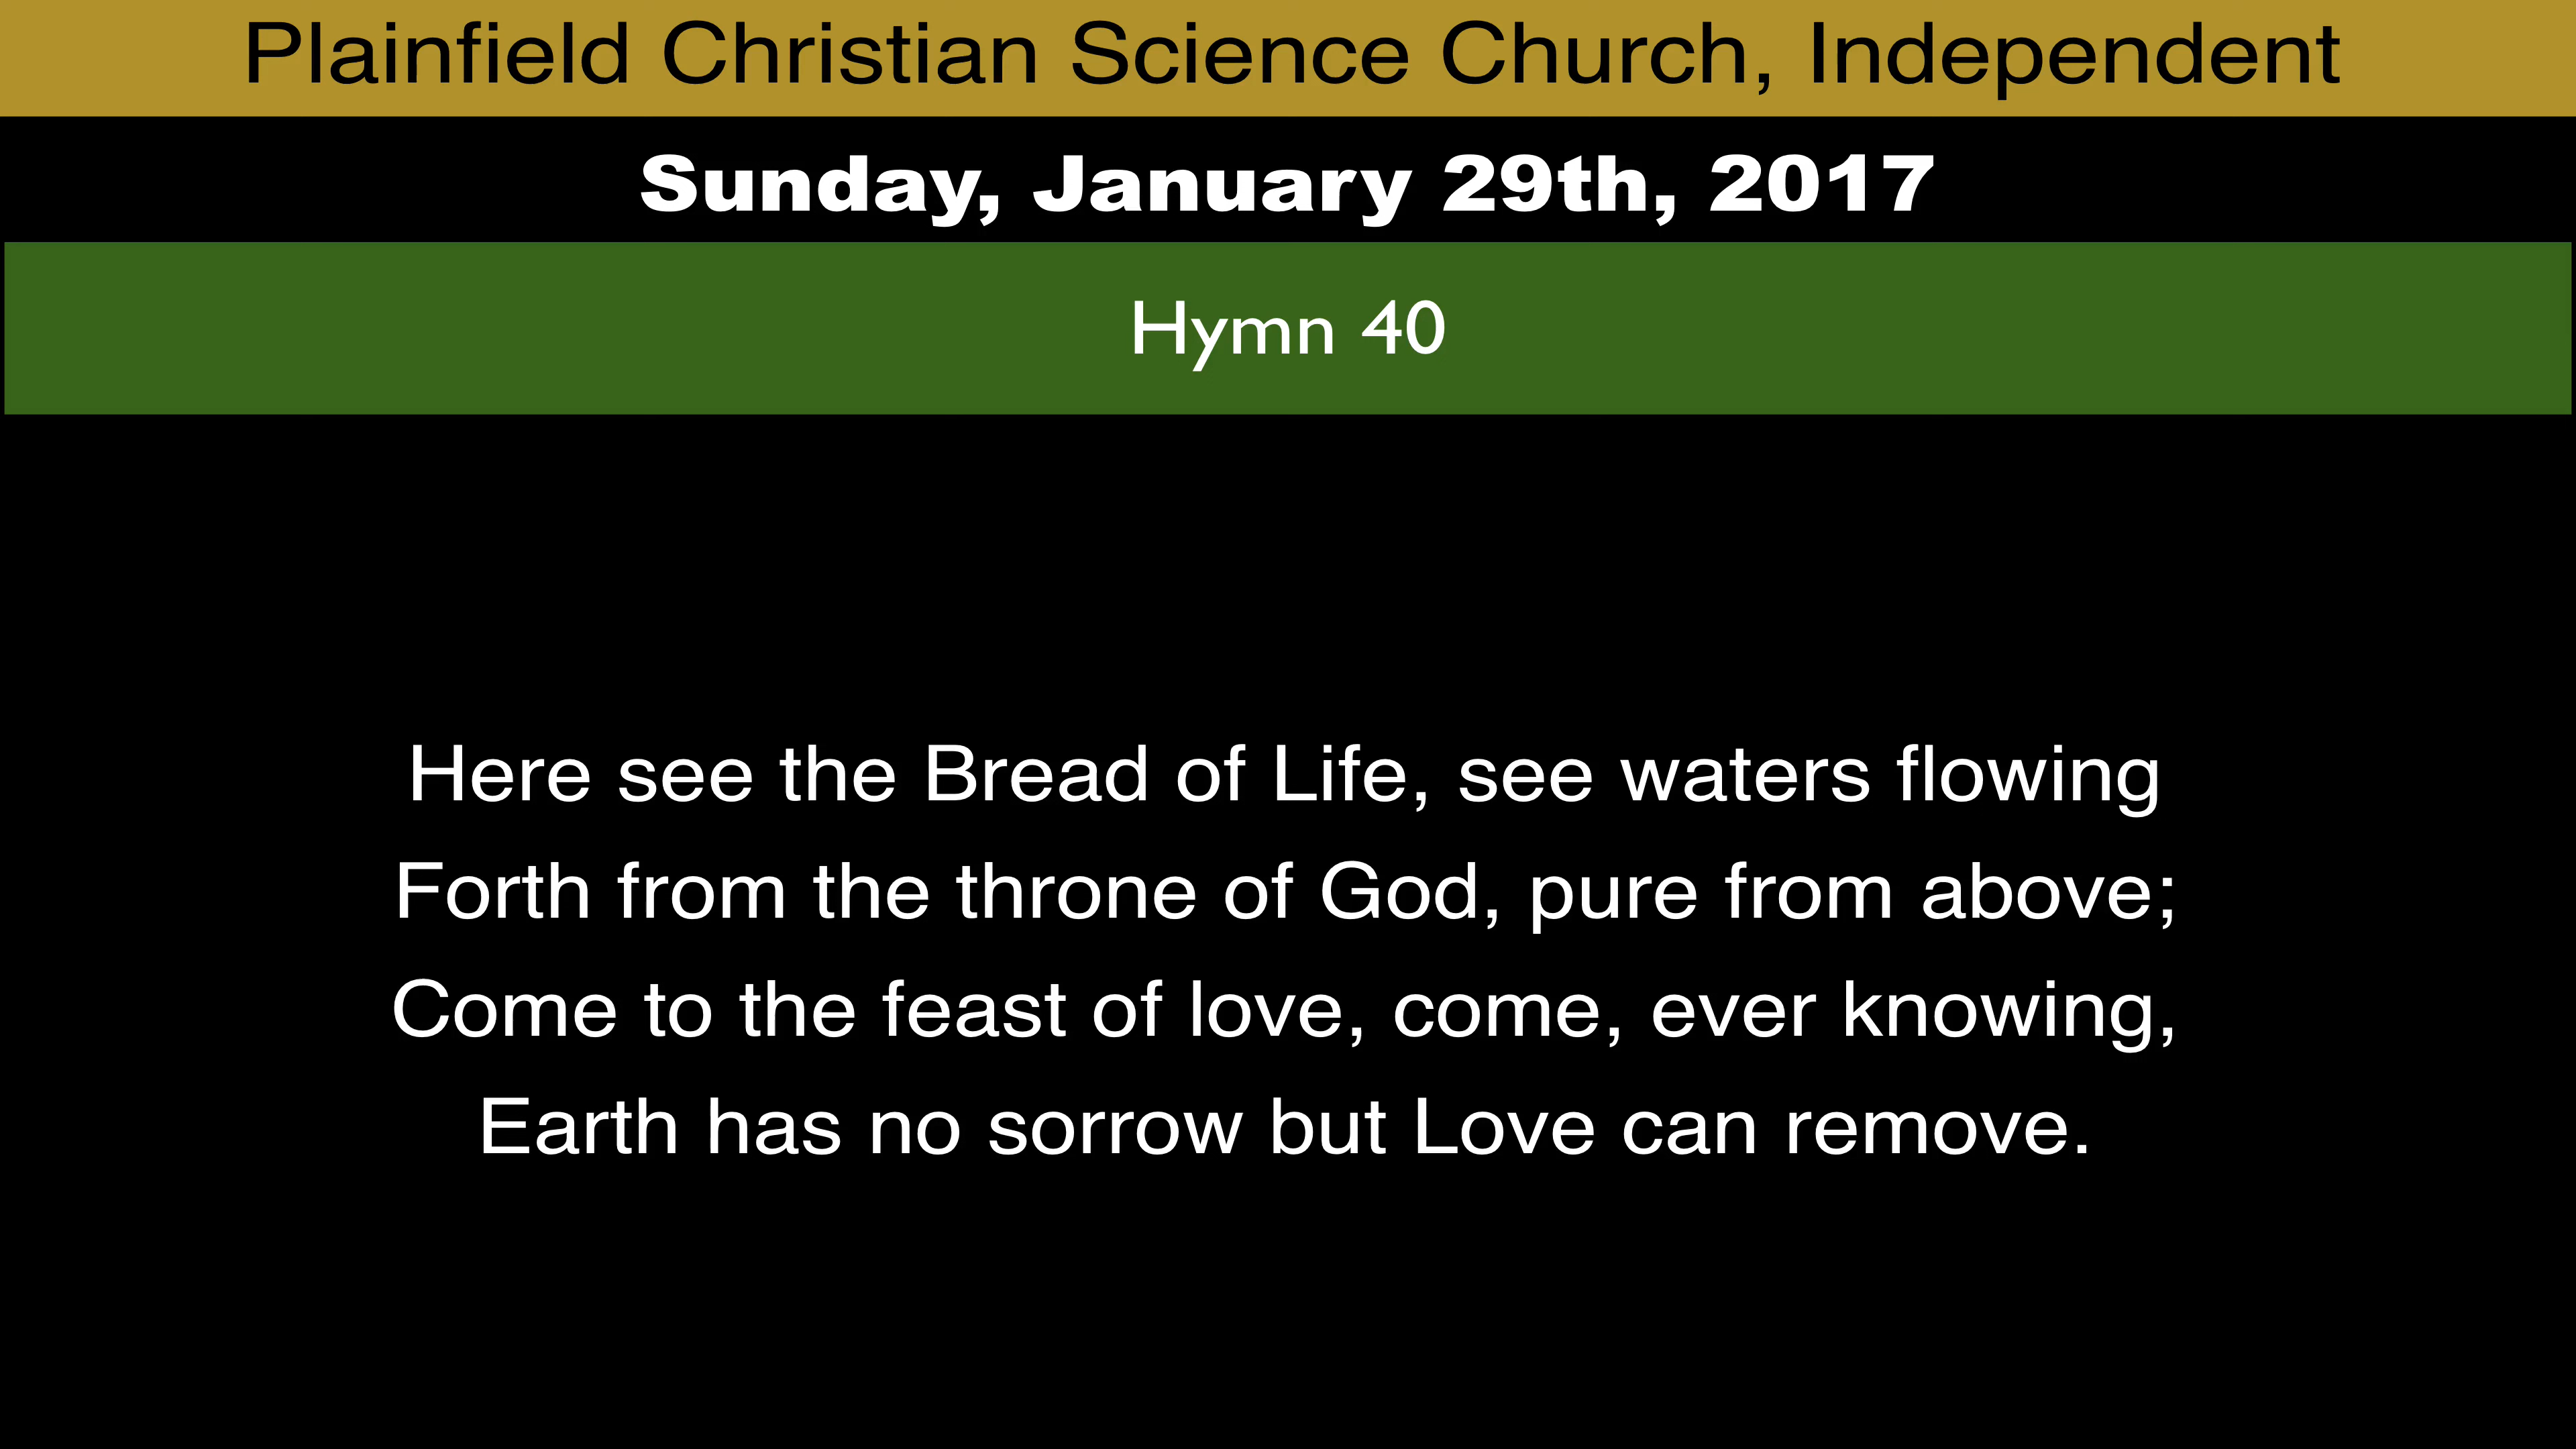 Plainfield Christian Science Church, Independent
Sunday, January 29th, 2017
Hymn 40
Here see the Bread of Life, see waters flowing
Forth from the throne of God, pure from above;
Come to the feast of love, come, ever knowing,
Earth has no sorrow but Love can remove.